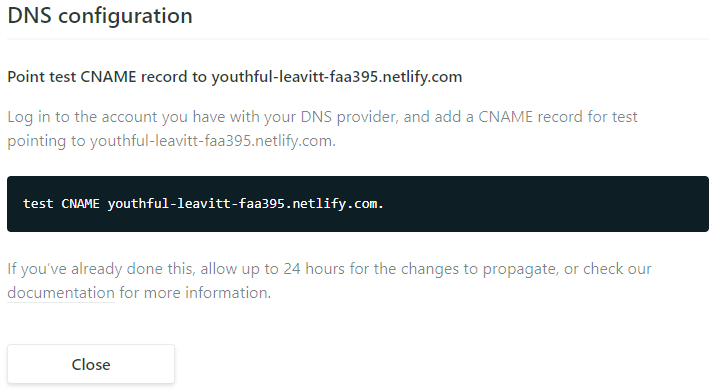 DNS configuration
Point test CNAME record to youthful-leavitt-faa395.netlify.com
Log in to the account you have with your DNS provider, and add a CNAME record for test
pointing to youthful-leavitt-faa395.netlify.com.
test CNAME youthful-leavitt-faa395.netlify.com.
If you’ve already done this, allow up to 24 hours for the changes to propagate, or check our
documentation for more information.
Close